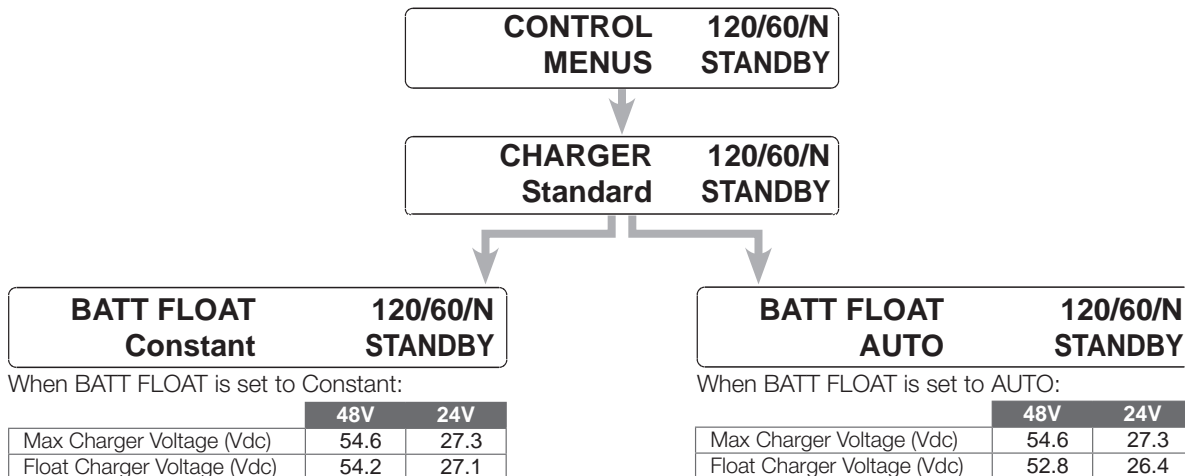 CONTROL 120/60/N
MENUS STANDBY
CHARGER 120/60/N
Standard STANDBY
BATT FLOAT 120/60/N
Constant STANDBY
When BATT FLOAT is set to Constant:
48V 24V
Max Charger Voltage (Vdc) 54.6 27.3
Float Charger Voltage (Vdc) 54.2 27.1
BATT FLOAT 120/60/N
AUTO STANDBY
When BATT FLOAT is set to AUTO:
48V 24V
Max Charger Voltage (Vdc) 54.6 27.3
Float Charger Voltage (Vdc) 52.8 26.4